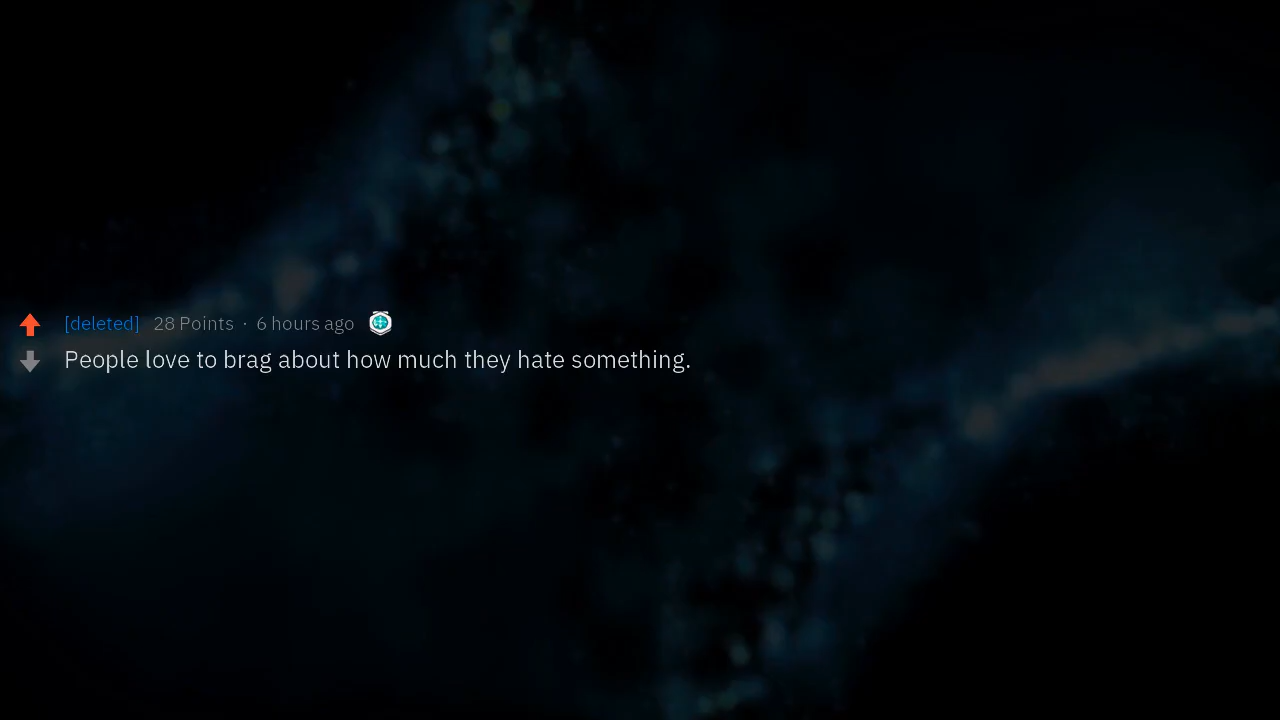 [deleted] 28 Points · 6 hours ago
People love to brag about how much they hate something.